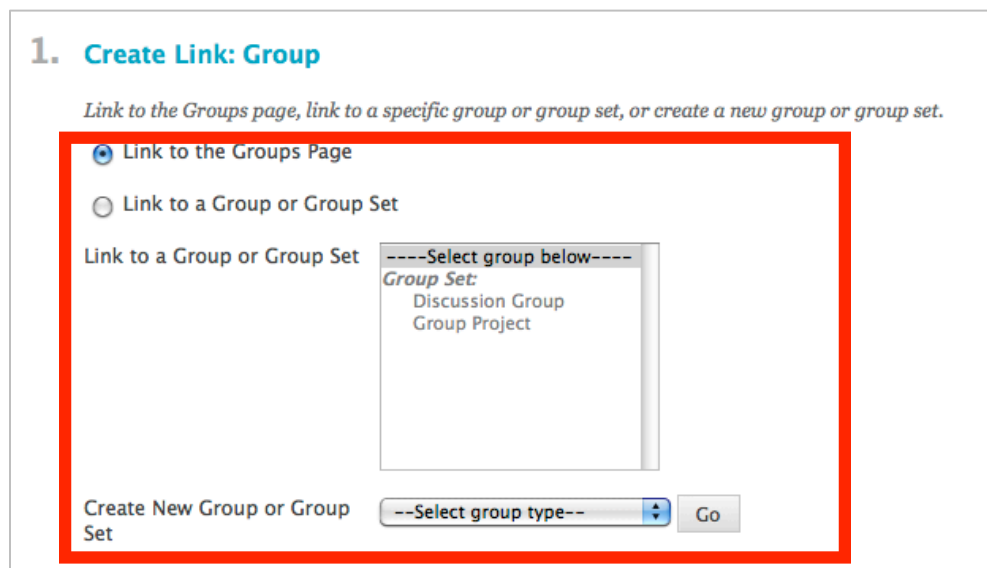 1. Create Link: Group
Link to the Groups page, link to a specific group or group set, or create a new group or group set.
Link to the Groups Page
Link to a Group or Group Set
Link to a Group or Group Set
----Select group below----
Group Set:
Discussion Group
Group Project
Create New Group or Group
Set
--Select group type--
Go